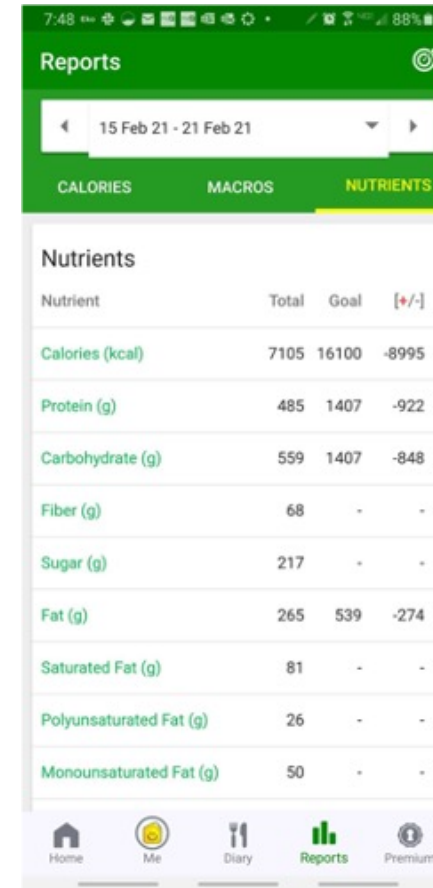 7:48
88%
Reports
15 Feb 21 - 21 Feb 21
CALORIES MACROS NUTRIENTS
Nutrients
Nutrient Total Goal [+/-]
Calories (kcal) 7105 16100 -8995
Protein (g) 485 1407 -922
Carbohydrate (g) 559 1407 -848
Fiber (g) 68 - -
Sugar (g) 217 - -
Fat (g) 265 539 -274
Saturated Fat (g) 81 - -
Polyunsaturated Fat (g) 26 - -
Monounsaturated Fat (g) 50 - -
Home Me Diary Reports Premium